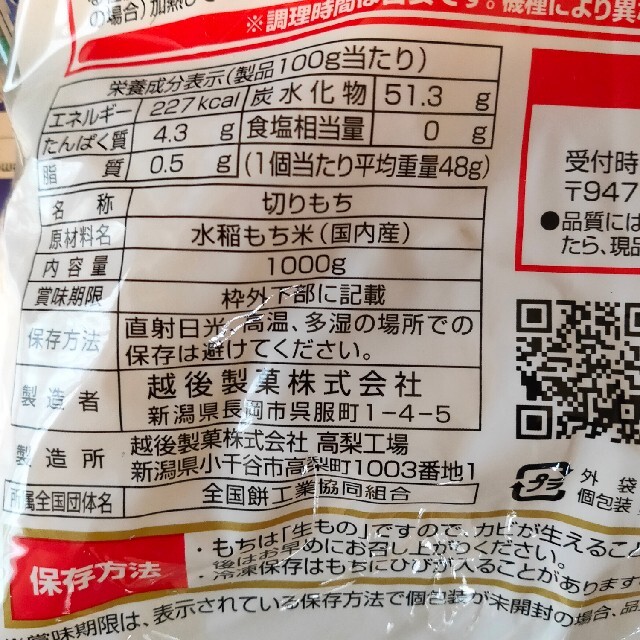 の場合)加熱し
※調理時間は目安です。機種により異
栄養成分表示(製品100g当たり)
エネルギー 227kcal 炭水化物 51.3 g
たんぱく質 4.3 g 食塩相当量 0 g
脂質 0.5 g (1個当たり平均重量48g)
名称 切りもち
原材料名 水稲もち米(国内産)
内容量 1000g
賞味期限 枠外下部に記載
保存方法 直射日光、高温、多湿の場所での
保存は避けてください。
製造者 越後製菓株式会社
新潟県長岡市呉服町1-4-5
製造所 越後製菓株式会社 高梨工場
新潟県小千谷市高梨町1003番地1
所属全国団体名 全国餅工業協同組合
受付時
〒947
●品質には
たら、現品
プラ
外袋
個包装
保存方法
・もちは「生もの」ですので、カビが生えること
後はお早めにお召し上がりください。
・冷凍保存はもちにひびが入ることがあります
賞味期限は、表示されている保存方法で個包装が未開封の場合、品